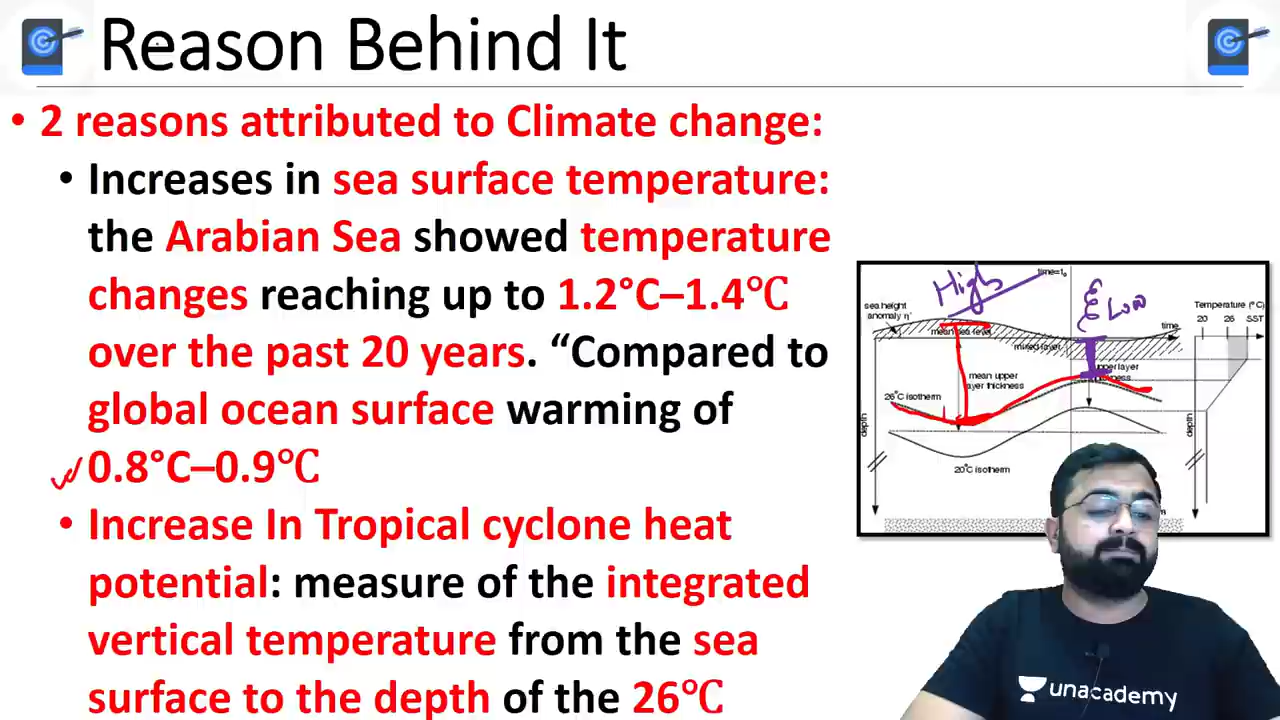 Reason Behind It
• 2 reasons attributed to Climate change:
• Increases in sea surface temperature:
the Arabian Sea showed temperature
changes reaching up to 1.2°C–1.4℃
over the past 20 years. “Compared to
global ocean surface warming of
0.8°C–0.9℃
• Increase In Tropical cyclone heat
potential: measure of the integrated
vertical temperature from the sea
surface to the depth of the 26℃
High
time=t₀
Low
sea height
anomaly η'
mean sea level
time
mixed layer
Temperature (°C)
20 26 SST
mean upper
layer thickness
upper layer
thickness
26°C isotherm
depth
depth
20°C isotherm
unacademy